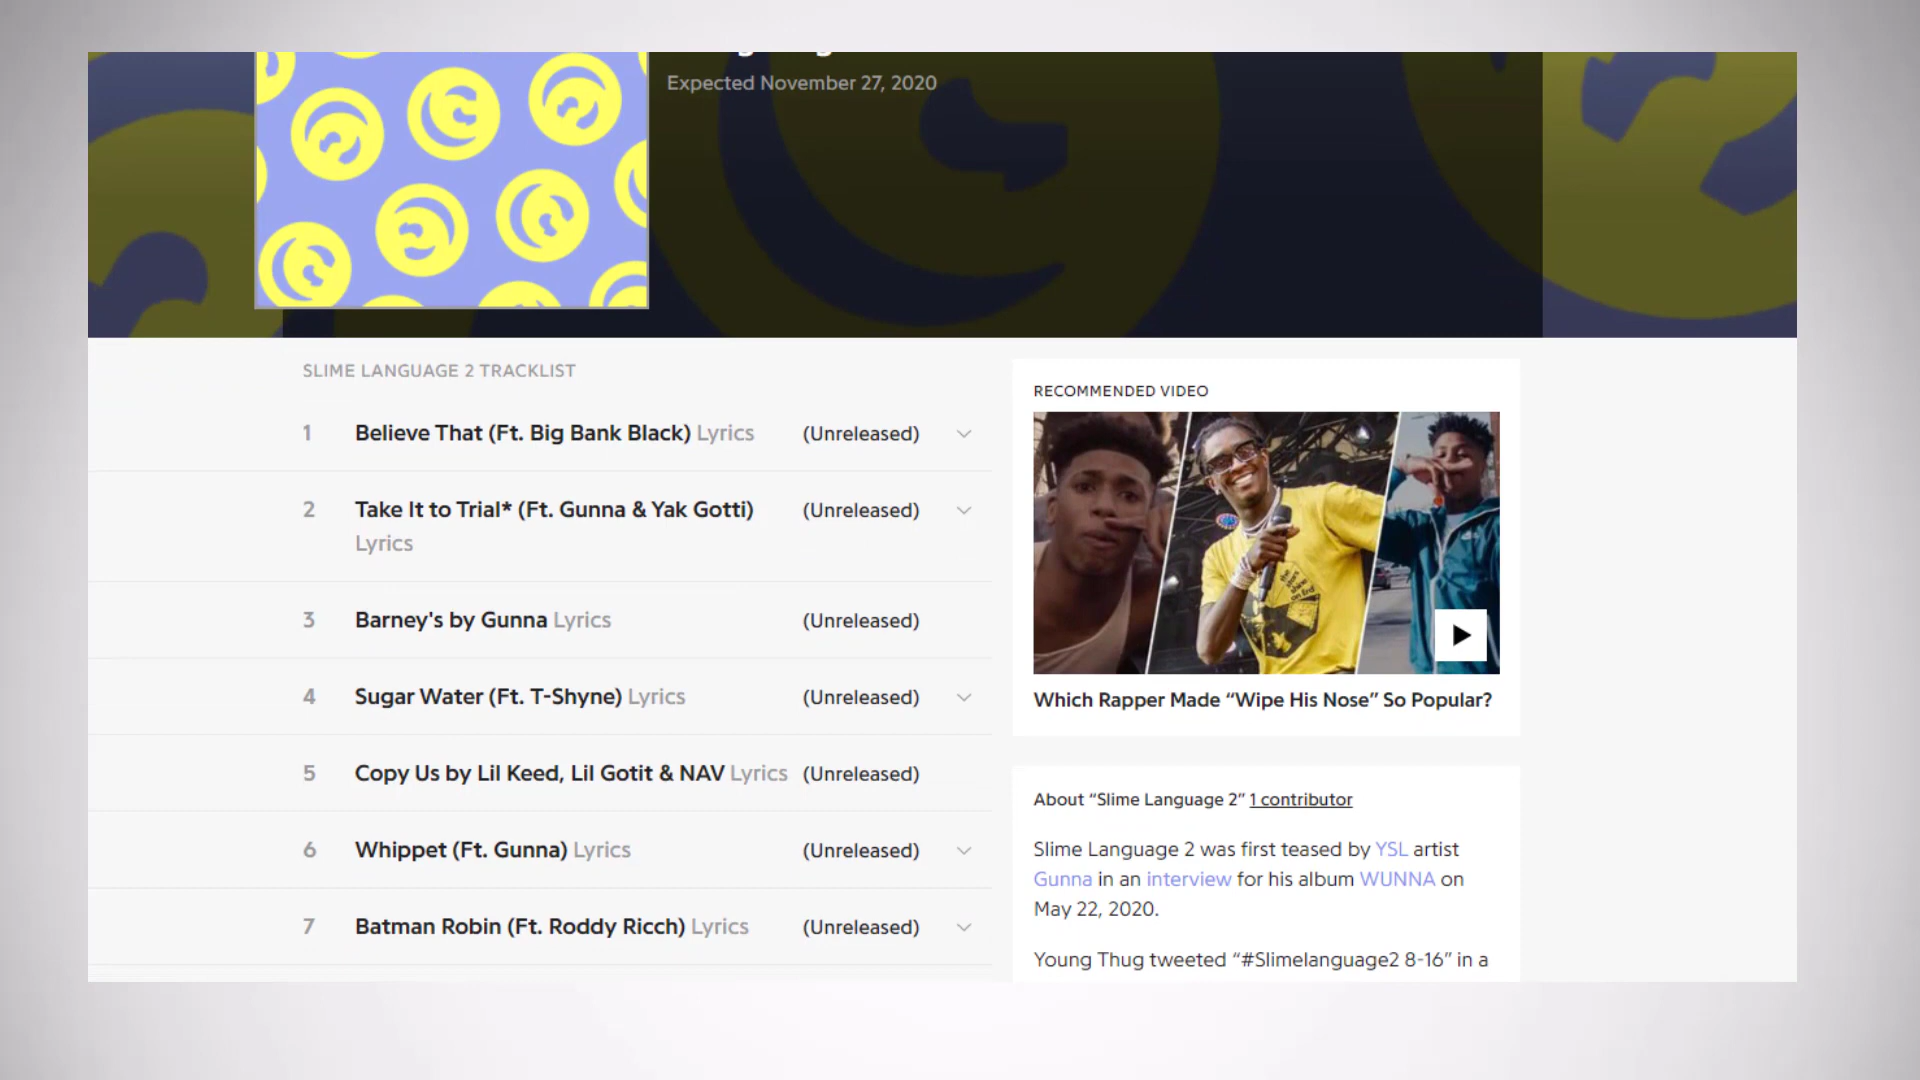 Expected November 27, 2020
SLIME LANGUAGE 2 TRACKLIST
1 Believe That (Ft. Big Bank Black) Lyrics (Unreleased)
2 Take It to Trial* (Ft. Gunna & Yak Gotti) (Unreleased)
Lyrics
3 Barney's by Gunna Lyrics (Unreleased)
4 Sugar Water (Ft. T-Shyne) Lyrics (Unreleased)
5 Copy Us by Lil Keed, Lil Gotit & NAV Lyrics (Unreleased)
6 Whippet (Ft. Gunna) Lyrics (Unreleased)
7 Batman Robin (Ft. Roddy Ricch) Lyrics (Unreleased)
RECOMMENDED VIDEO
Which Rapper Made “Wipe His Nose” So Popular?
About “Slime Language 2” 1 contributor
Slime Language 2 was first teased by YSL artist
Gunna in an interview for his album WUNNA on
May 22, 2020.
Young Thug tweeted “#Slimelanguage2 8-16” in a